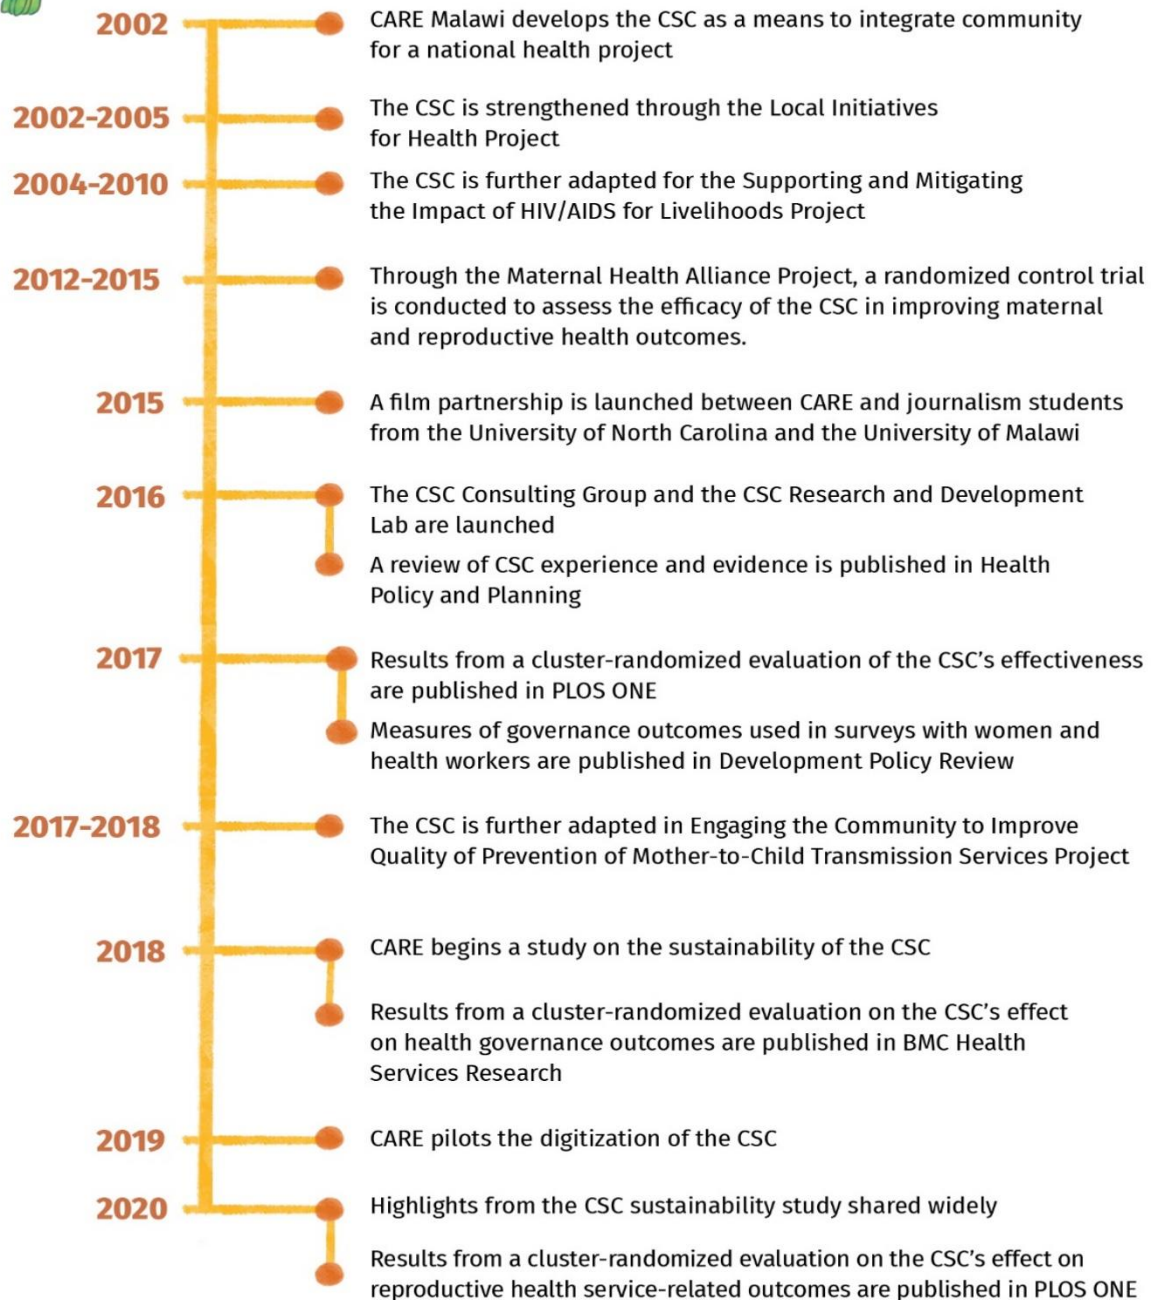 2002
CARE Malawi develops the CSC as a means to integrate community
for a national health project
2002-2005
The CSC is strengthened through the Local Initiatives
for Health Project
2004-2010
The CSC is further adapted for the Supporting and Mitigating
the Impact of HIV/AIDS for Livelihoods Project
2012-2015
Through the Maternal Health Alliance Project, a randomized control trial
is conducted to assess the efficacy of the CSC in improving maternal
and reproductive health outcomes.
2015
A film partnership is launched between CARE and journalism students
from the University of North Carolina and the University of Malawi
2016
The CSC Consulting Group and the CSC Research and Development
Lab are launched
A review of CSC experience and evidence is published in Health
Policy and Planning
2017
Results from a cluster-randomized evaluation of the CSC's effectiveness
are published in PLOS ONE
Measures of governance outcomes used in surveys with women and
health workers are published in Development Policy Review
2017-2018
The CSC is further adapted in Engaging the Community to Improve
Quality of Prevention of Mother-to-Child Transmission Services Project
2018
CARE begins a study on the sustainability of the CSC
Results from a cluster-randomized evaluation on the CSC's effect
on health governance outcomes are published in BMC Health
Services Research
2019
CARE pilots the digitization of the CSC
2020
Highlights from the CSC sustainability study shared widely
Results from a cluster-randomized evaluation on the CSC's effect on
reproductive health service-related outcomes are published in PLOS ONE